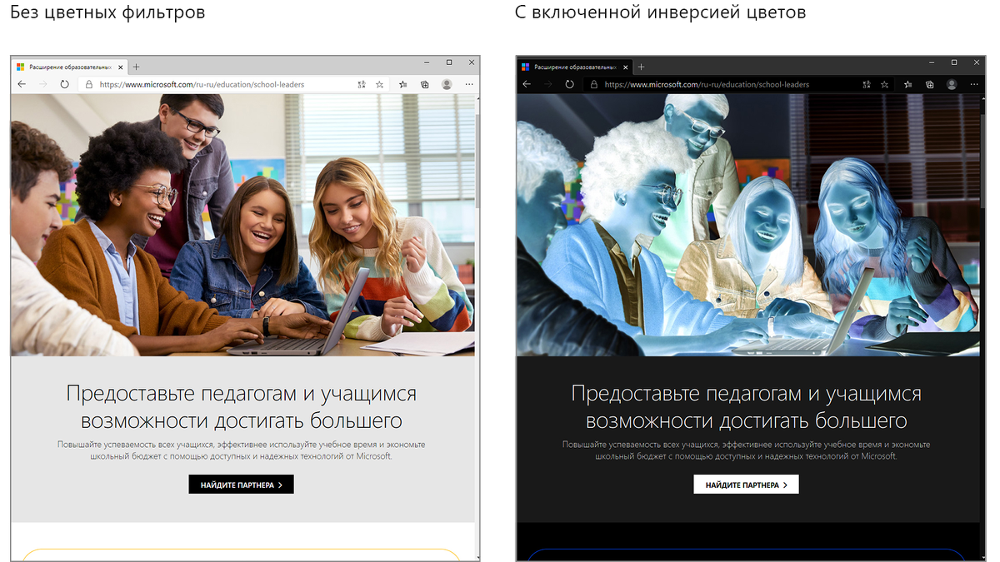 Без цветных фильтров
С включенной инверсией цветов
Расширение образовательных
https://www.microsoft.com/ru-ru/education/school-leaders
Предоставьте педагогам и учащимся
возможности достигать большего
Повышайте успеваемость всех учащихся, эффективнее используйте учебное время и экономьте
школьный бюджет с помощью доступных и надежных технологий от Microsoft.
НАЙДИТЕ ПАРТНЕРА
Расширение образовательных
https://www.microsoft.com/ru-ru/education/school-leaders
Предоставьте педагогам и учащимся
возможности достигать большего
Повышайте успеваемость всех учащихся, эффективнее используйте учебное время и экономьте
школьный бюджет с помощью доступных и надежных технологий от Microsoft.
НАЙДИТЕ ПАРТНЕРА